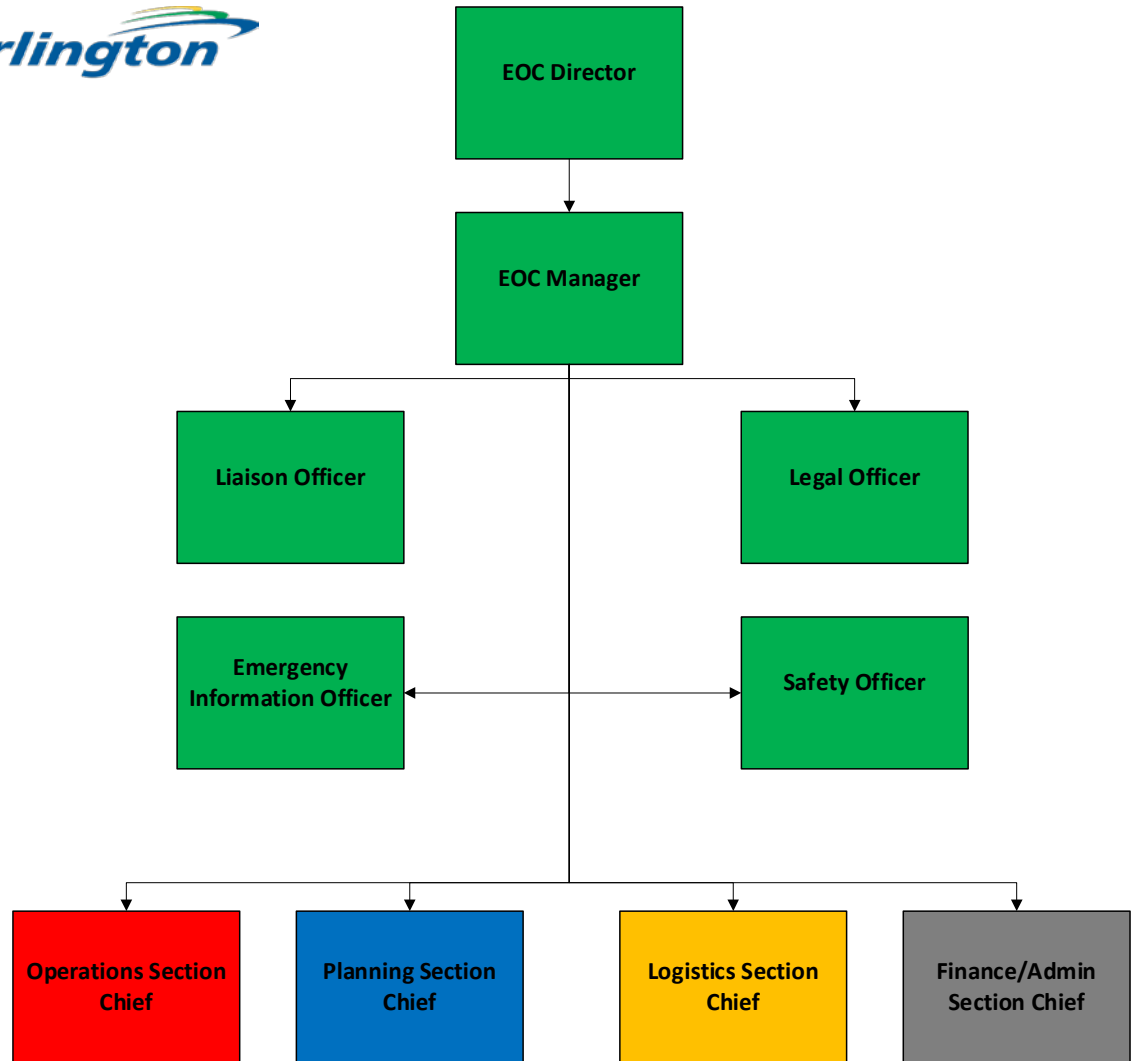 rlington
EOC Director
EOC Manager
Liaison Officer
Legal Officer
Emergency
Information Officer
Safety Officer
Operations Section
Chief
Planning Section
Chief
Logistics Section
Chief
Finance/Admin
Section Chief